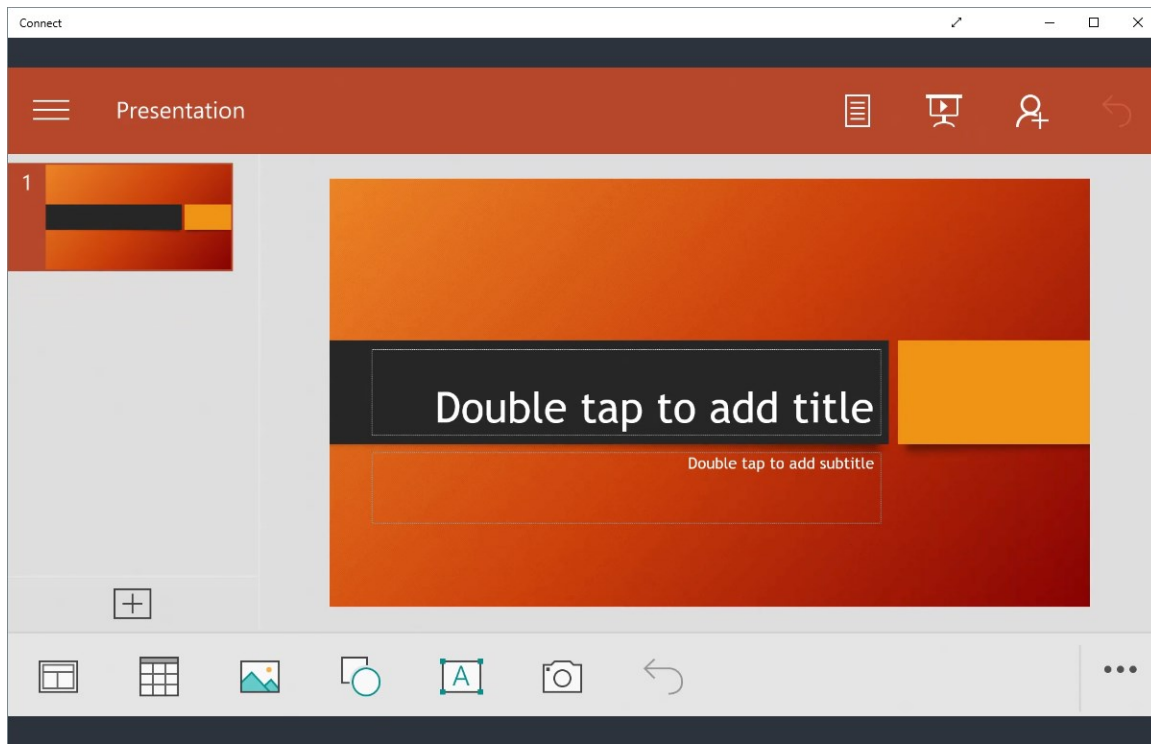 Connect
Presentation
1
Double tap to add title
Double tap to add subtitle
A